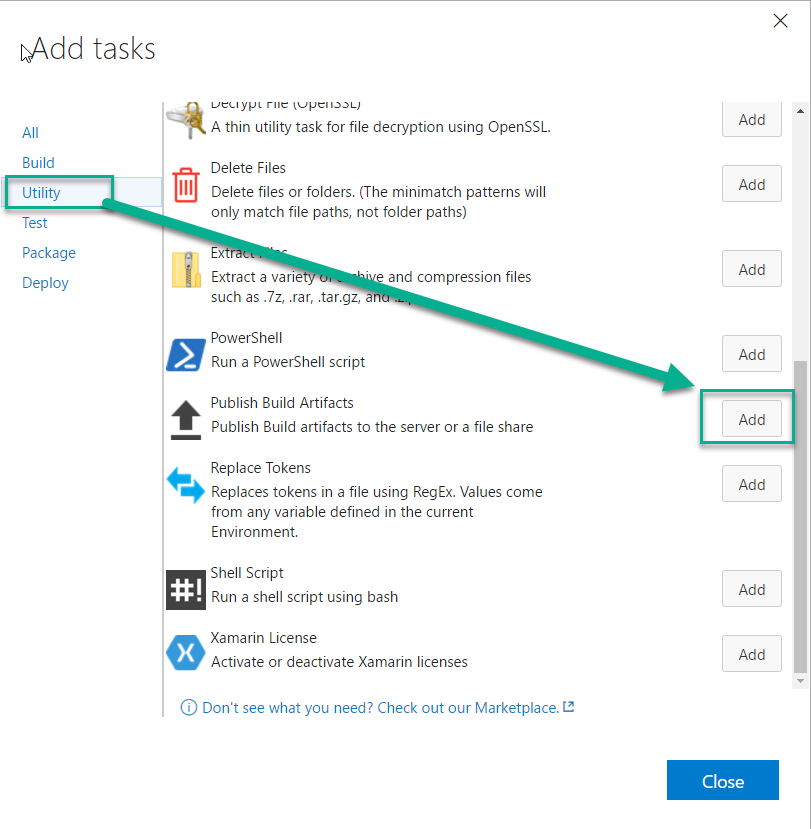 Add tasks
All
Build
Utility
Test
Package
Deploy
Decrypt File (OpenSSL)
A thin utility task for file decryption using OpenSSL.
Add
Delete Files
Delete files or folders. (The minimatch patterns will
only match file paths, not folder paths)
Add
Extract Files
Extract a variety of archive and compression files
such as .7z, .rar, .tar.gz, and .zip
Add
PowerShell
Run a PowerShell script
Add
Publish Build Artifacts
Publish Build artifacts to the server or a file share
Add
Replace Tokens
Replaces tokens in a file using RegEx. Values come
from any variable defined in the current
Environment.
Add
#!
Shell Script
Run a shell script using bash
Add
Xamarin License
Activate or deactivate Xamarin licenses
Add
Don't see what you need? Check out our Marketplace.
Close